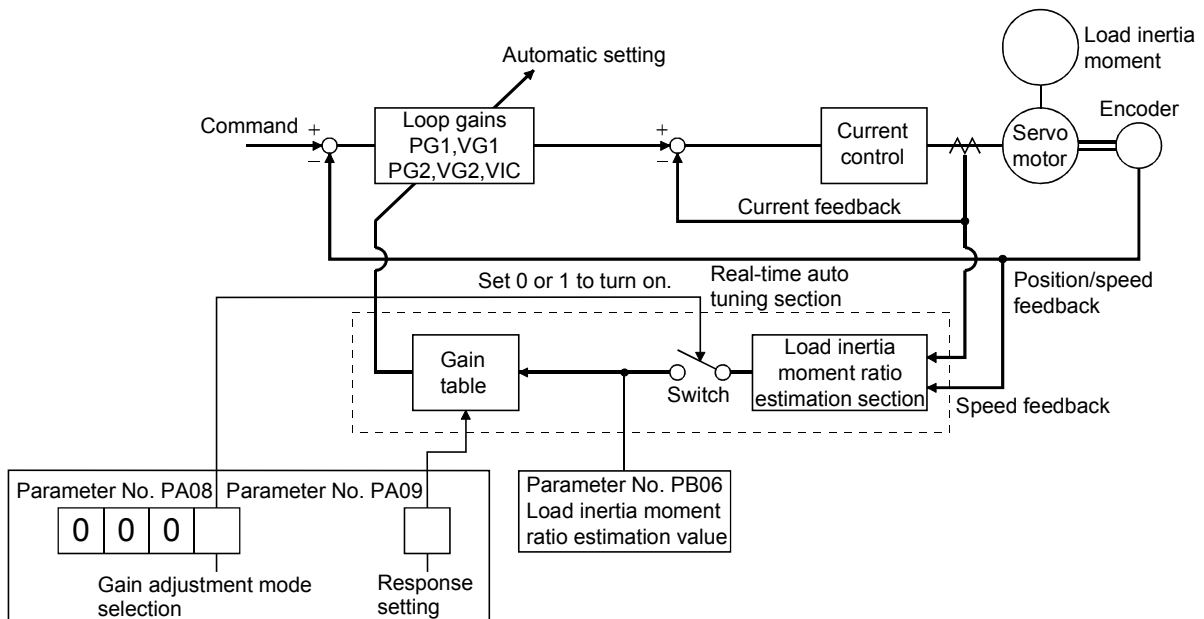 Automatic setting
Load inertia
moment
Encoder
Command
+
−
Loop gains
PG1,VG1
PG2,VG2,VIC
+
−
Current
control
Servo
motor
Current feedback
Set 0 or 1 to turn on.
Real-time auto
tuning section
Position/speed
feedback
Gain
table
Switch
Load inertia
moment ratio
estimation section
Speed feedback
Parameter No. PA08
Parameter No. PA09
0 0 0
Gain adjustment mode
selection
Response
setting
Parameter No. PB06
Load inertia moment
ratio estimation value